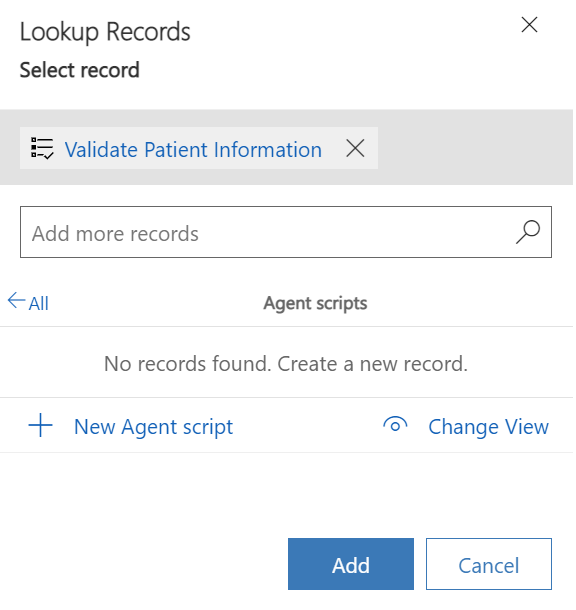 Lookup Records
Select record
Validate Patient Information
Add more records
All
Agent scripts
No records found. Create a new record.
New Agent script
Change View
Add
Cancel